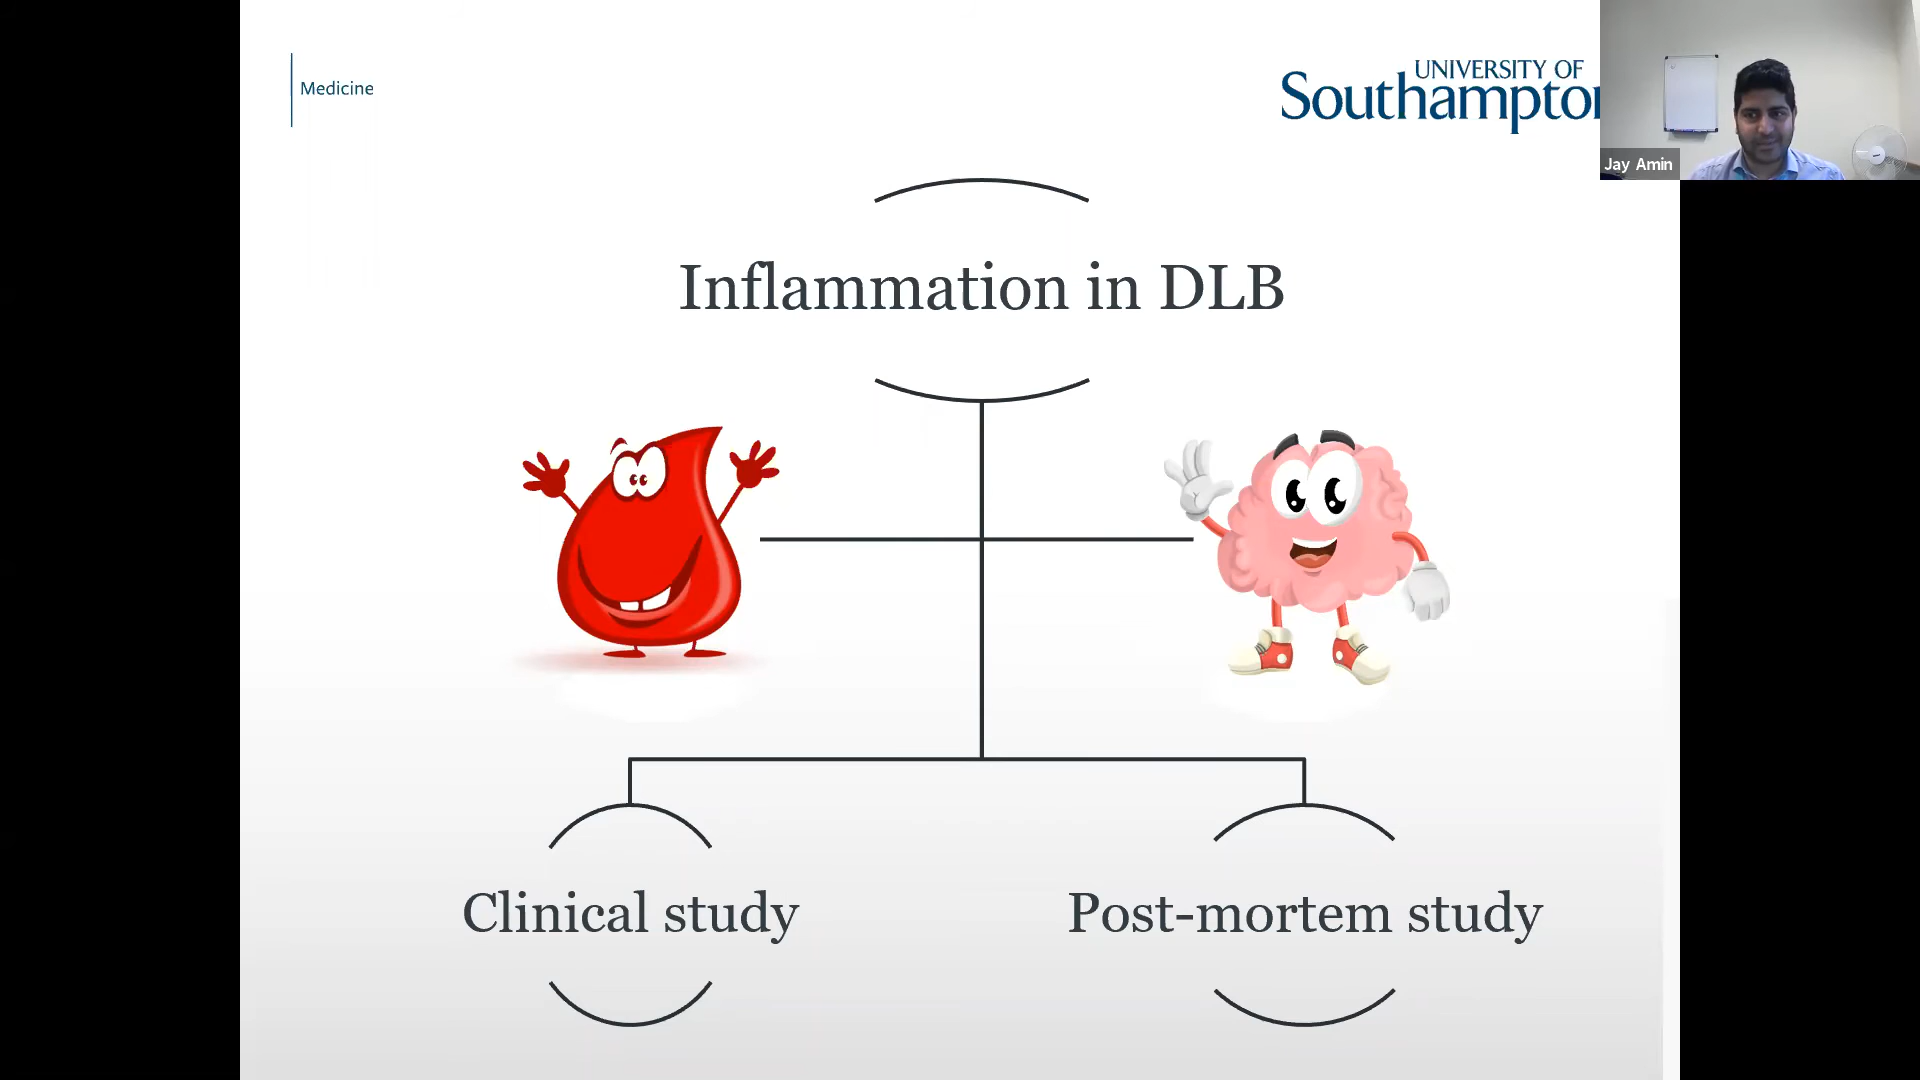 Medicine
UNIVERSITY OF
Southampton
Jay Amin
Inflammation in DLB
Clinical study
Post-mortem study